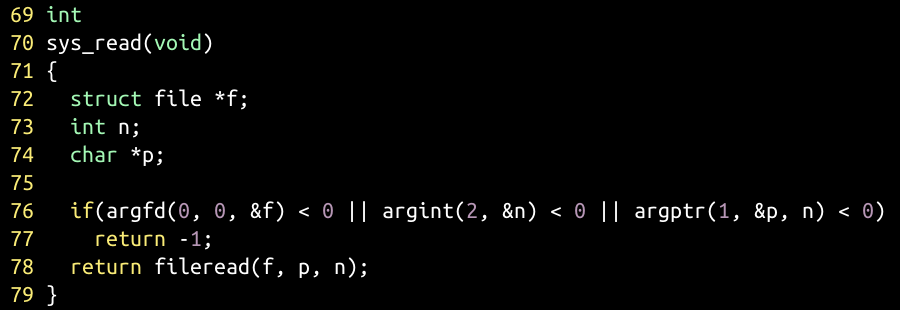 69 int
70 sys_read(void)
71 {
72   struct file *f;
73   int n;
74   char *p;
75
76   if(argfd(0, 0, &f) < 0 || argint(2, &n) < 0 || argptr(1, &p, n) < 0)
77     return -1;
78   return fileread(f, p, n);
79 }